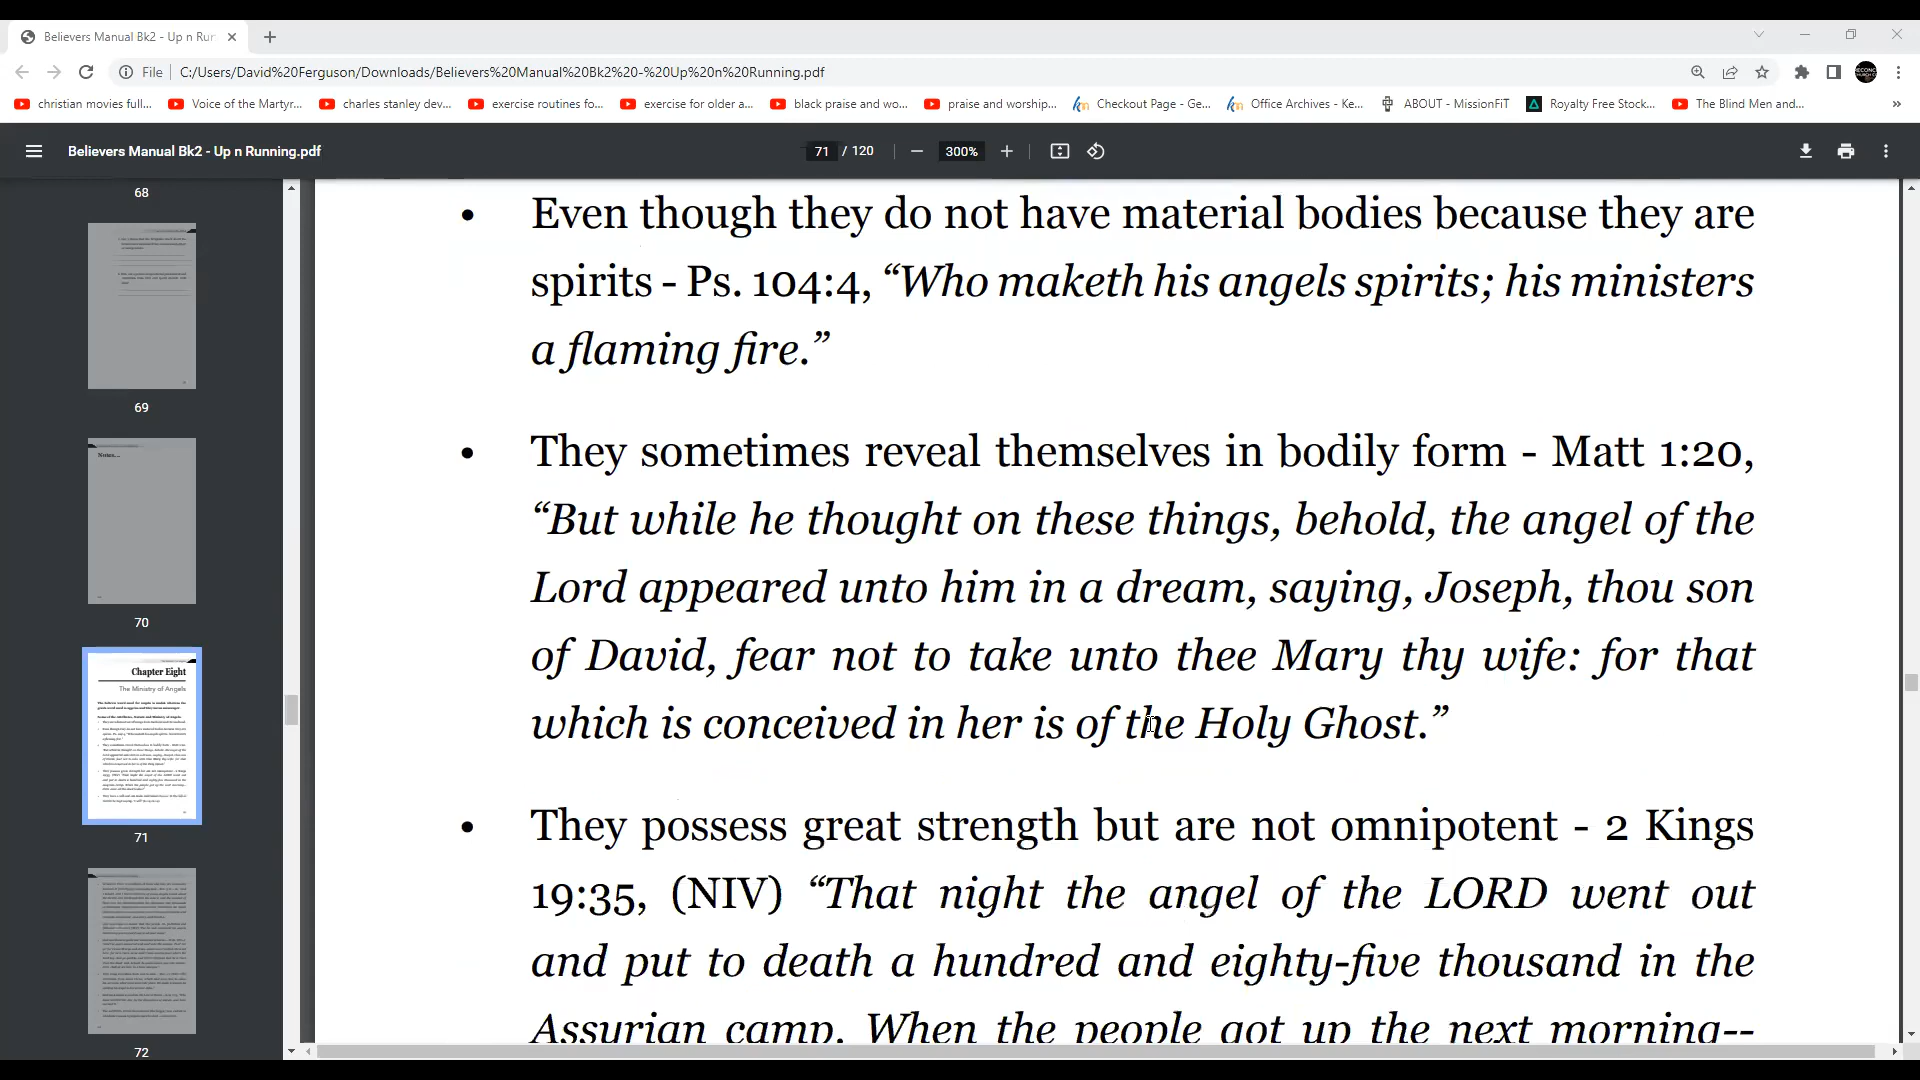 Believers Manual Bk2 - Up n Run
File
C:/Users/David%20Ferguson/Downloads/Believers%20Manual%20Bk2%20-%20Up%20n%20Running.pdf
christian movies full...
Voice of the Martyr...
charles stanley dev...
exercise routines fo...
exercise for older a...
black praise and wo...
praise and worship...
Checkout Page - Ge...
Office Archives - Ke...
ABOUT - MissionFiT
Royalty Free Stock...
The Blind Men and...
Believers Manual Bk2 - Up n Running.pdf
71 / 120
300%
68
69
Notes...
70
Chapter Eight
The Ministry of Angels
71
72
• Even though they do not have material bodies because they are
spirits - Ps. 104:4, “Who maketh his angels spirits; his ministers
a flaming fire.”
• They sometimes reveal themselves in bodily form - Matt 1:20,
“But while he thought on these things, behold, the angel of the
Lord appeared unto him in a dream, saying, Joseph, thou son
of David, fear not to take unto thee Mary thy wife: for that
which is conceived in her is of the Holy Ghost.”
• They possess great strength but are not omnipotent - 2 Kings
19:35, (NIV) “That night the angel of the LORD went out
and put to death a hundred and eighty-five thousand in the
Assyrian camp. When the people got up the next morning--